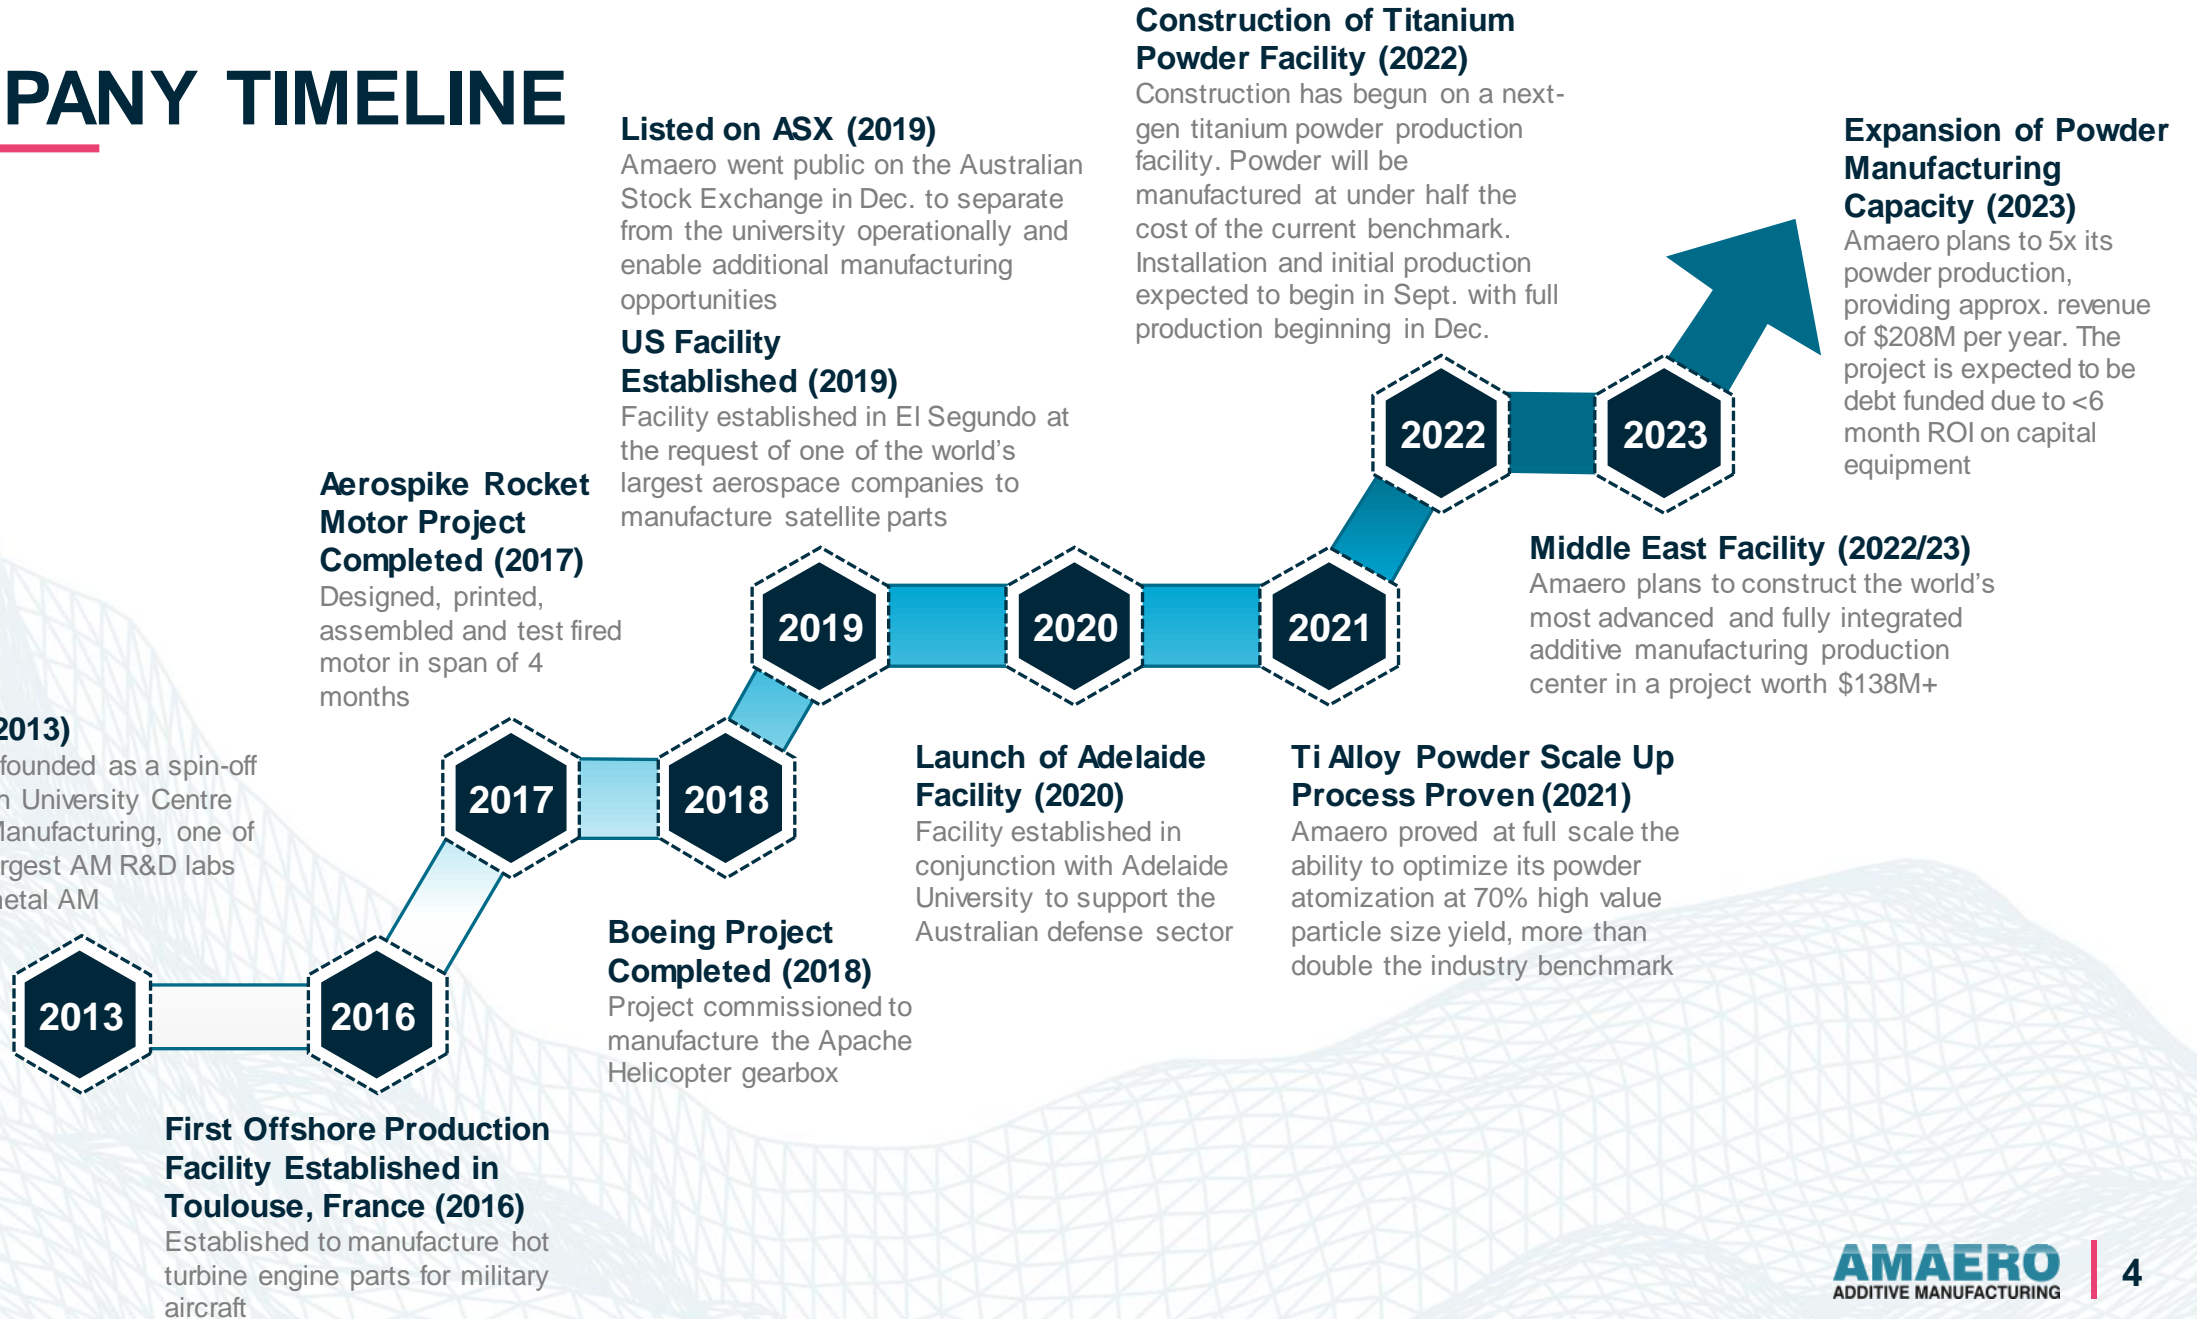 PANY TIMELINE
Construction of Titanium
Powder Facility (2022)
Construction has begun on a next-
gen titanium powder production
facility. Powder will be
manufactured at under half the
cost of the current benchmark.
Installation and initial production
expected to begin in Sept. with full
production beginning in Dec.
Listed on ASX (2019)
Amaero went public on the Australian
Stock Exchange in Dec. to separate
from the university operationally and
enable additional manufacturing
opportunities
US Facility
Established (2019)
Facility established in El Segundo at
the request of one of the world's
largest aerospace companies to
manufacture satellite parts
Expansion of Powder
Manufacturing
Capacity (2023)
Amaero plans to 5x its
powder production,
providing approx. revenue
of $208M per year. The
project is expected to be
debt funded due to <6
month ROI on capital
equipment
Aerospike Rocket
Motor Project
Completed (2017)
Designed, printed,
assembled and test fired
motor in span of 4
months
2022
2023
Middle East Facility (2022/23)
Amaero plans to construct the world's
most advanced and fully integrated
additive manufacturing production
center in a project worth $138M+
2019
2020
2021
2013)
founded as a spin-off
University Centre
Manufacturing, one of
AM R&D labs
metal AM
2017
2018
Launch of Adelaide
Facility (2020)
Facility established in
conjunction with Adelaide
University to support the
Australian defense sector
Ti Alloy Powder Scale Up
Process Proven (2021)
Amaero proved at full scale the
ability to optimize its powder
atomization at 70% high value
particle size yield, more than
double the industry benchmark
Boeing Project
Completed (2018)
Project commissioned to
manufacture the Apache
Helicopter gearbox
2013
2016
First Offshore Production
Facility Established in
Toulouse, France (2016)
Established to manufacture hot
turbine engine parts for military
aircraft
AMAERO
ADDITIVE MANUFACTURING
4